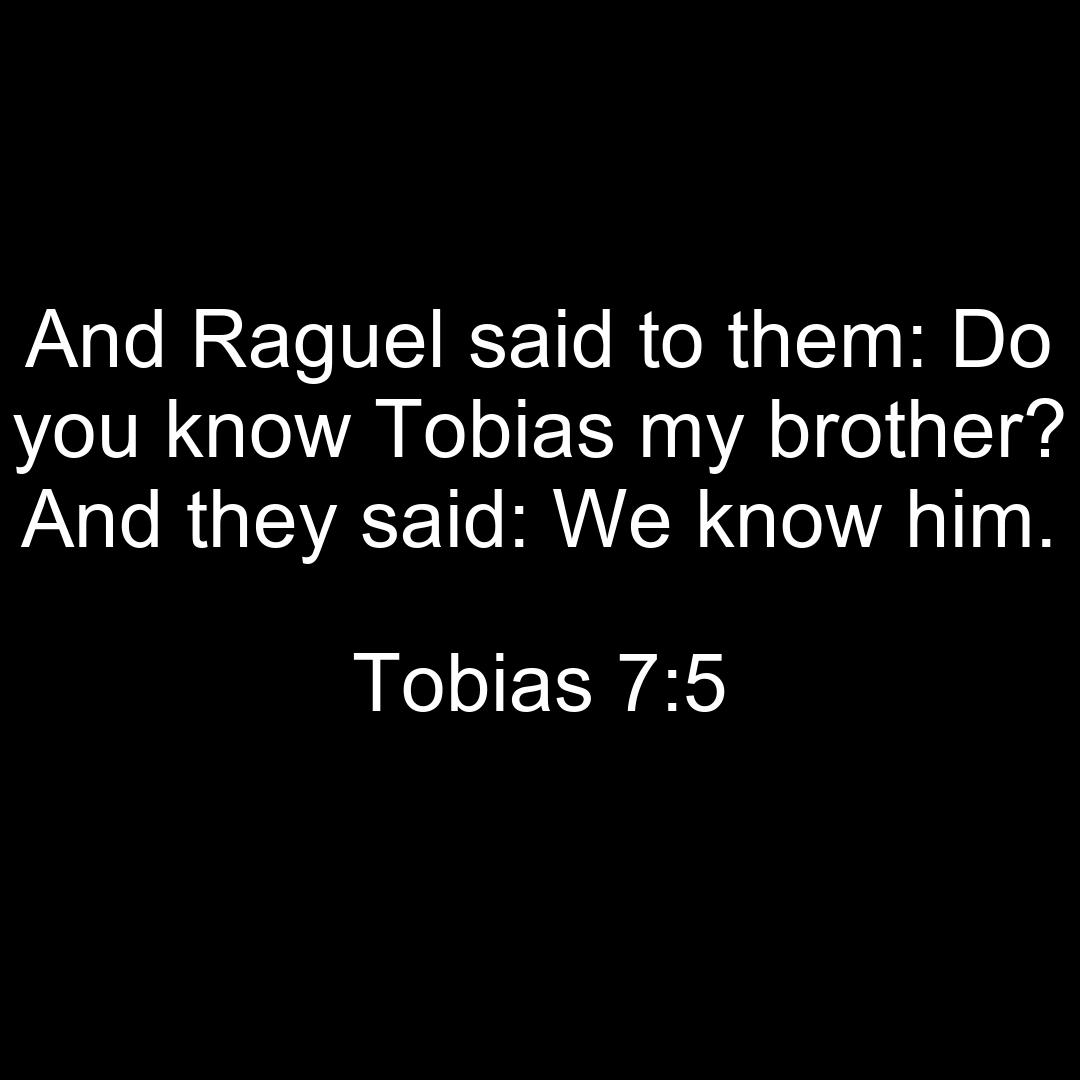 And Raguel said to them: Do
you know Tobias my brother?
And they said: We know him.
Tobias 7:5